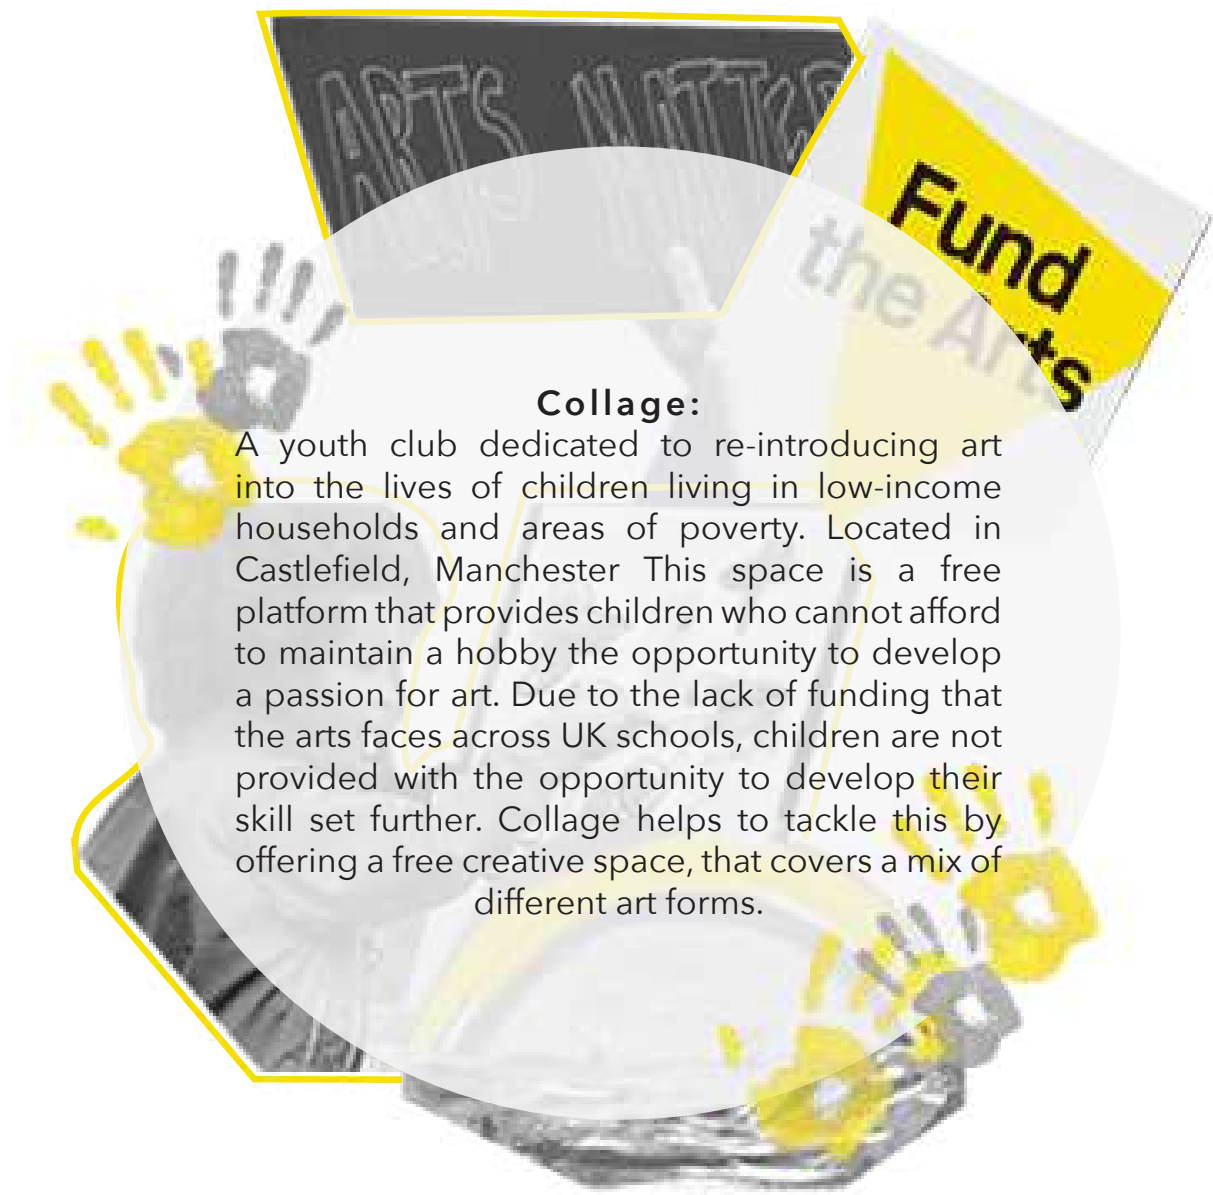 ARTS MATTER
Fund
the Arts
Collage:
A youth club dedicated to re-introducing art
into the lives of children living in low-income
households and areas of poverty. Located in
Castlefield, Manchester This space is a free
platform that provides children who cannot afford
to maintain a hobby the opportunity to develop
a passion for art. Due to the lack of funding that
the arts faces across UK schools, children are not
provided with the opportunity to develop their
skill set further. Collage helps to tackle this by
offering a free creative space, that covers a mix of
different art forms.